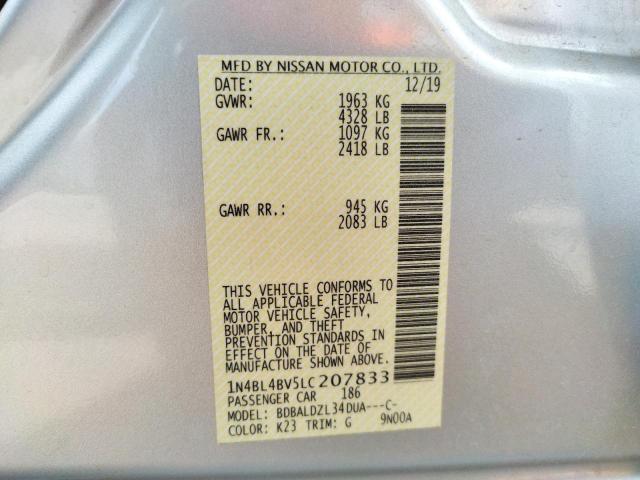 MFD BY NISSAN MOTOR CO., LTD.
DATE: 12/19
GVWR: 1963 KG
4328 LB
GAWR FR.: 1097 KG
2418 LB
GAWR RR.: 945 KG
2083 LB
THIS VEHICLE CONFORMS TO
ALL APPLICABLE FEDERAL
MOTOR VEHICLE SAFETY,
BUMPER, AND THEFT
PREVENTION STANDARDS IN
EFFECT ON THE DATE OF
MANUFACTURE SHOWN ABOVE.
1N4BL4BV5LC207833
PASSENGER CAR 186
MODEL: BDBALDZL34DUA---C-
COLOR: K23 TRIM: G 9N00A